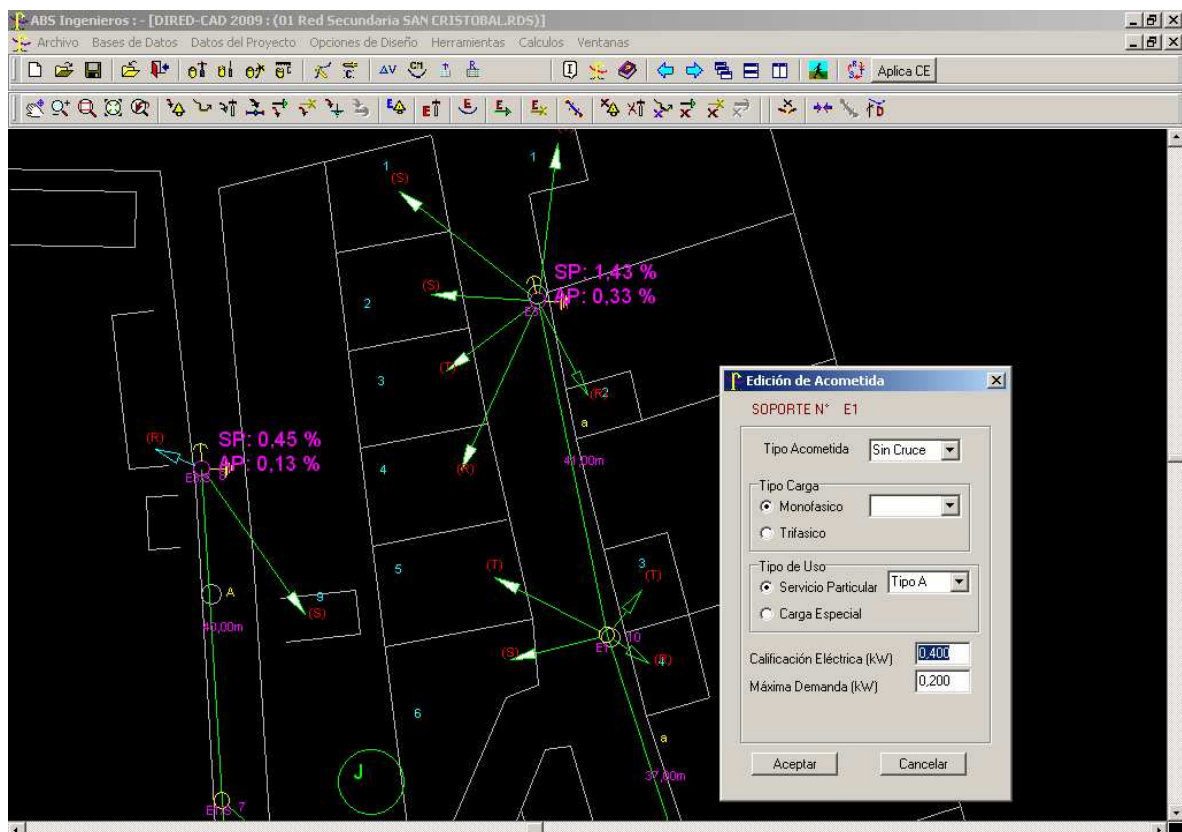 ABS Ingenieros : - [DIRED-CAD 2009 : (01 Red Secundaria SAN CRISTOBAL.RDS)]
Archivo Bases de Datos Datos del Proyecto Opciones de Diseño Herramientas Calculos Ventanas
Aplica CE
1
(S)
1
SP: 1,43 %
AP: 0,33 %
E3
(S)
2
(T)
3
(R)
2
a
41,00m
(R)
SP: 0,45 %
AP: 0,13 %
8
4
(R)
A
40,00m
9
(S)
5
(T)
(S)
3
(T)
E1
10
(R)
4
6
a
37,00m
J
7
Edición de Acometida
SOPORTE N° E1
Tipo Acometida Sin Cruce
Tipo Carga
Monofasico
Trifasico
Tipo de Uso
Servicio Particular Tipo A
Carga Especial
Calificación Eléctrica (kW) 0,400
Máxima Demanda (kW) 0,200
Aceptar Cancelar